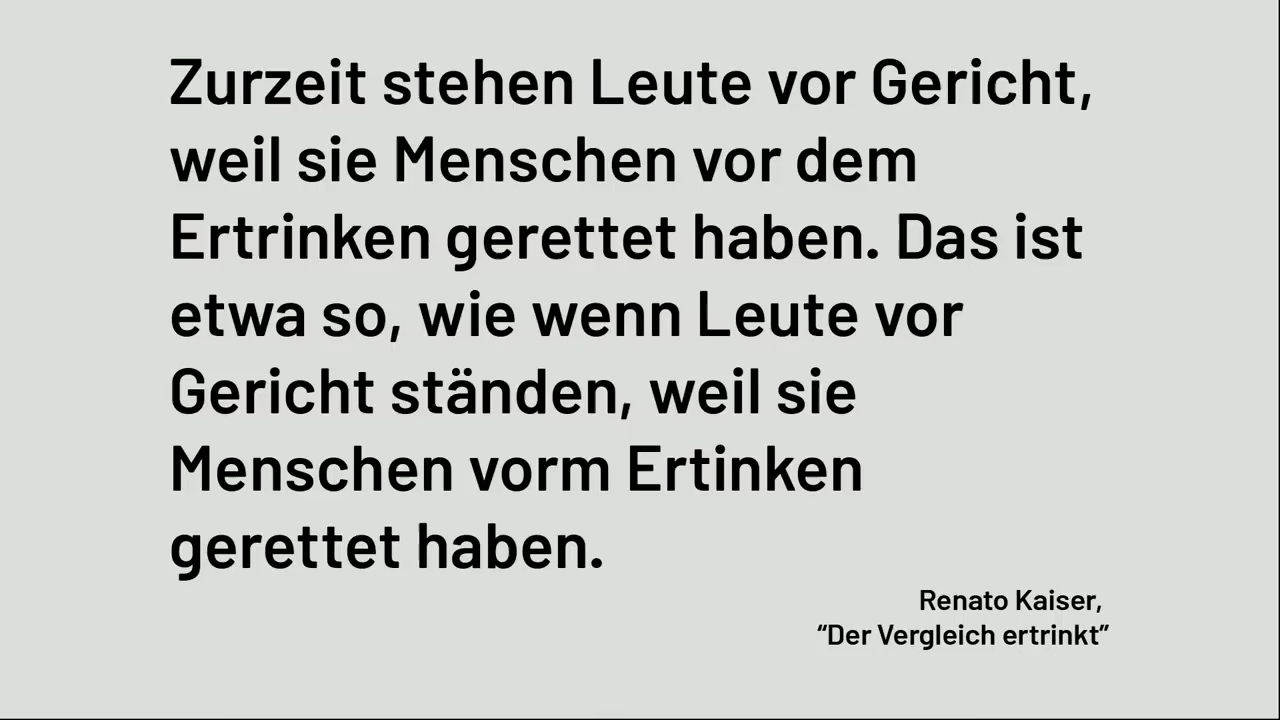 Zurzeit stehen Leute vor Gericht,
weil sie Menschen vor dem
Ertrinken gerettet haben. Das ist
etwa so, wie wenn Leute vor
Gericht ständen, weil sie
Menschen vorm Ertinken
gerettet haben.
Renato Kaiser,
“Der Vergleich ertrinkt”